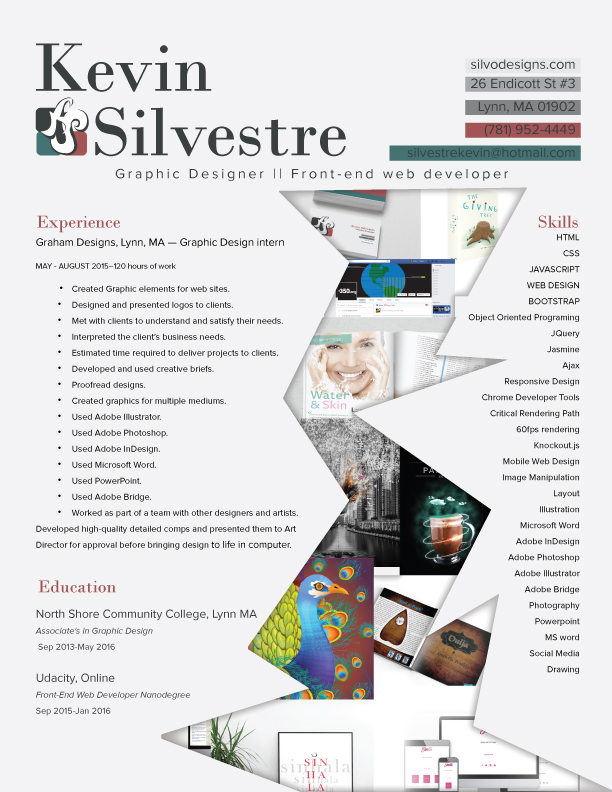 Kevin
Silvestre
Graphic Designer || Front-end web developer
silvodesigns.com
26 Endicott St #3
Lynn, MA 01902
(781) 952-4449
silvestrekevin@hotmail.com
Experience
Graham Designs, Lynn, MA — Graphic Design intern
MAY - AUGUST 2015–120 hours of work
• Created Graphic elements for web sites.
• Designed and presented logos to clients.
• Met with clients to understand and satisfy their needs.
• Interpreted the client's business needs.
• Estimated time required to deliver projects to clients.
• Developed and used creative briefs.
• Proofread designs.
• Created graphics for multiple mediums.
• Used Adobe Illustrator.
• Used Adobe Photoshop.
• Used Adobe InDesign.
• Used Microsoft Word.
• Used PowerPoint.
• Used Adobe Bridge.
• Worked as part of a team with other designers and artists.
Developed high-quality detailed comps and presented them to Art
Director for approval before bringing design to life in computer.
Education
North Shore Community College, Lynn MA
Associate's in Graphic Design
Sep 2013-May 2016
Udacity, Online
Front-End Web Developer Nanodegree
Sep 2015-Jan 2016
THE
GIVING
TREE
350.org
Water
& Skin
PA
Ouija
SIN
HA
LA
sinhala
Skills
HTML
CSS
JAVASCRIPT
WEB DESIGN
BOOTSTRAP
Object Oriented Programing
JQuery
Jasmine
Ajax
Responsive Design
Chrome Developer Tools
Critical Rendering Path
60fps rendering
Knockout.js
Mobile Web Design
Image Manipulation
Layout
Illustration
Microsoft Word
Adobe InDesign
Adobe Photoshop
Adobe Illustrator
Adobe Bridge
Photography
Powerpoint
MS word
Social Media
Drawing